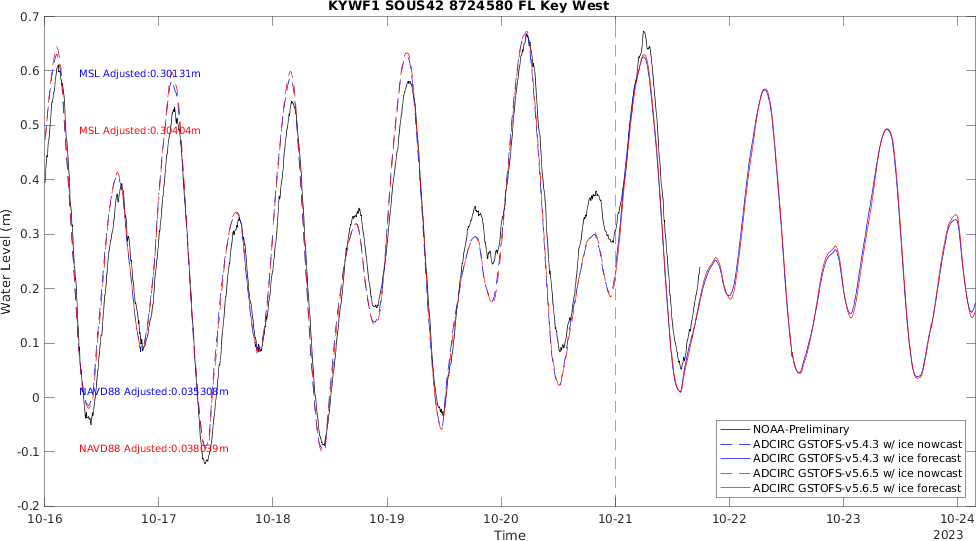 KYWF1 SOUS42 8724580 FL Key West
0.7
0.6
0.5
0.4
0.3
0.2
0.1
0
-0.1
-0.2
Water Level (m)
MSL Adjusted:0.30131m
MSL Adjusted:0.30404m
NAVD88 Adjusted:0.035308m
NAVD88 Adjusted:0.038039m
NOAA-Preliminary
ADCIRC GSTOFS-v5.4.3 w/ ice nowcast
ADCIRC GSTOFS-v5.4.3 w/ ice forecast
ADCIRC GSTOFS-v5.6.5 w/ ice nowcast
ADCIRC GSTOFS-v5.6.5 w/ ice forecast
10-16 10-17 10-18 10-19 10-20 10-21 10-22 10-23 10-24
Time
2023